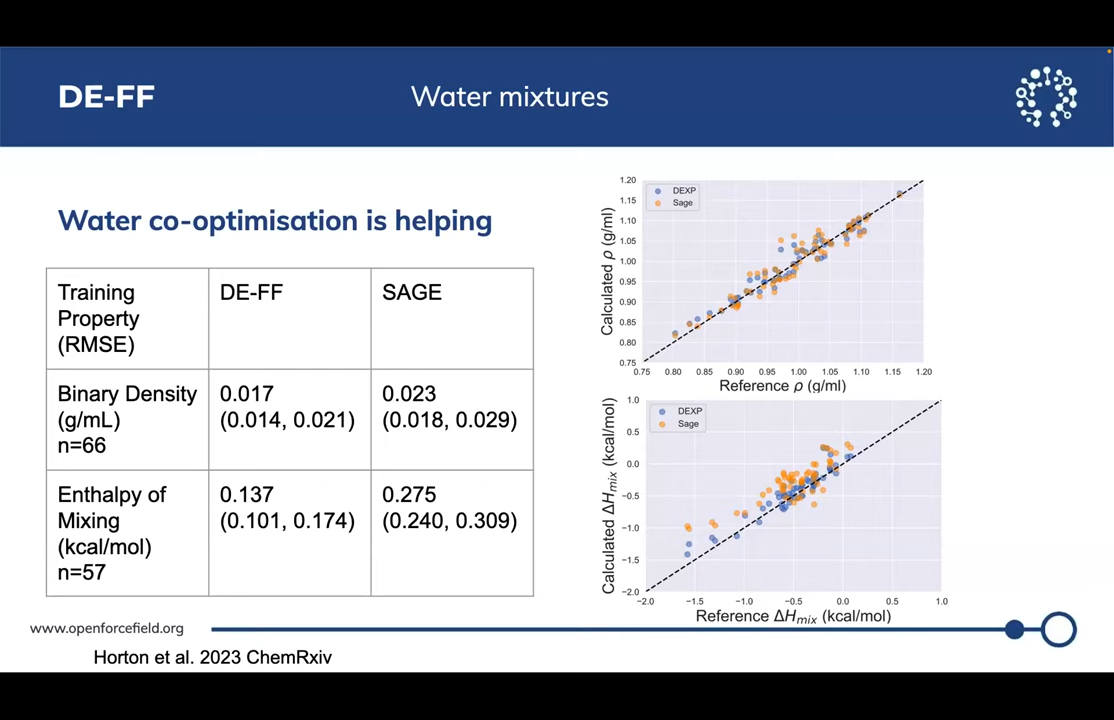 DE-FF
Water mixtures
Water co-optimisation is helping
Training
Property
(RMSE)
DE-FF
SAGE
Binary Density
(g/mL)
n=66
0.017
(0.014, 0.021)
0.023
(0.018, 0.029)
Enthalpy of
Mixing
(kcal/mol)
n=57
0.137
(0.101, 0.174)
0.275
(0.240, 0.309)
DEXP
Sage
Calculated ρ (g/ml)
1.20
1.15
1.10
1.05
1.00
0.95
0.90
0.85
0.80
0.75
0.75 0.80 0.85 0.90 0.95 1.00 1.05 1.10 1.15 1.20
Reference ρ (g/ml)
DEXP
Sage
Calculated ΔHmix (kcal/mol)
1.0
0.5
0.0
−0.5
−1.0
−1.5
−2.0
−2.0 −1.5 −1.0 −0.5 0.0 0.5 1.0
Reference ΔHmix (kcal/mol)
www.openforcefield.org
Horton et al. 2023 ChemRxiv